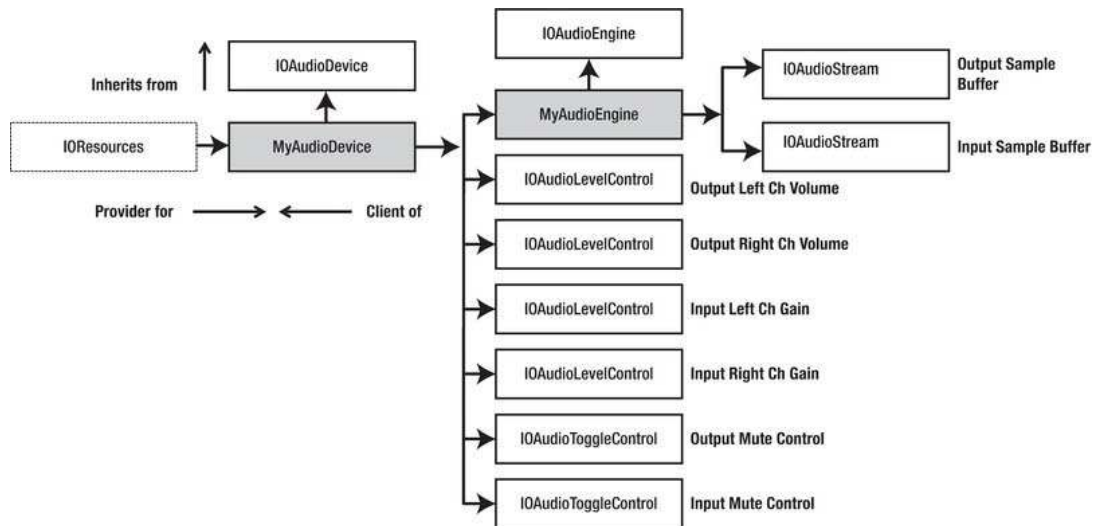 IOAudioEngine
IOAudioDevice
Inherits from
IOAudioStream
Output Sample
Buffer
IOResources
MyAudioDevice
MyAudioEngine
IOAudioStream
Input Sample Buffer
IOAudioLevelControl
Output Left Ch Volume
Provider for
Client of
IOAudioLevelControl
Output Right Ch Volume
IOAudioLevelControl
Input Left Ch Gain
IOAudioLevelControl
Input Right Ch Gain
IOAudioToggleControl
Output Mute Control
IOAudioToggleControl
Input Mute Control